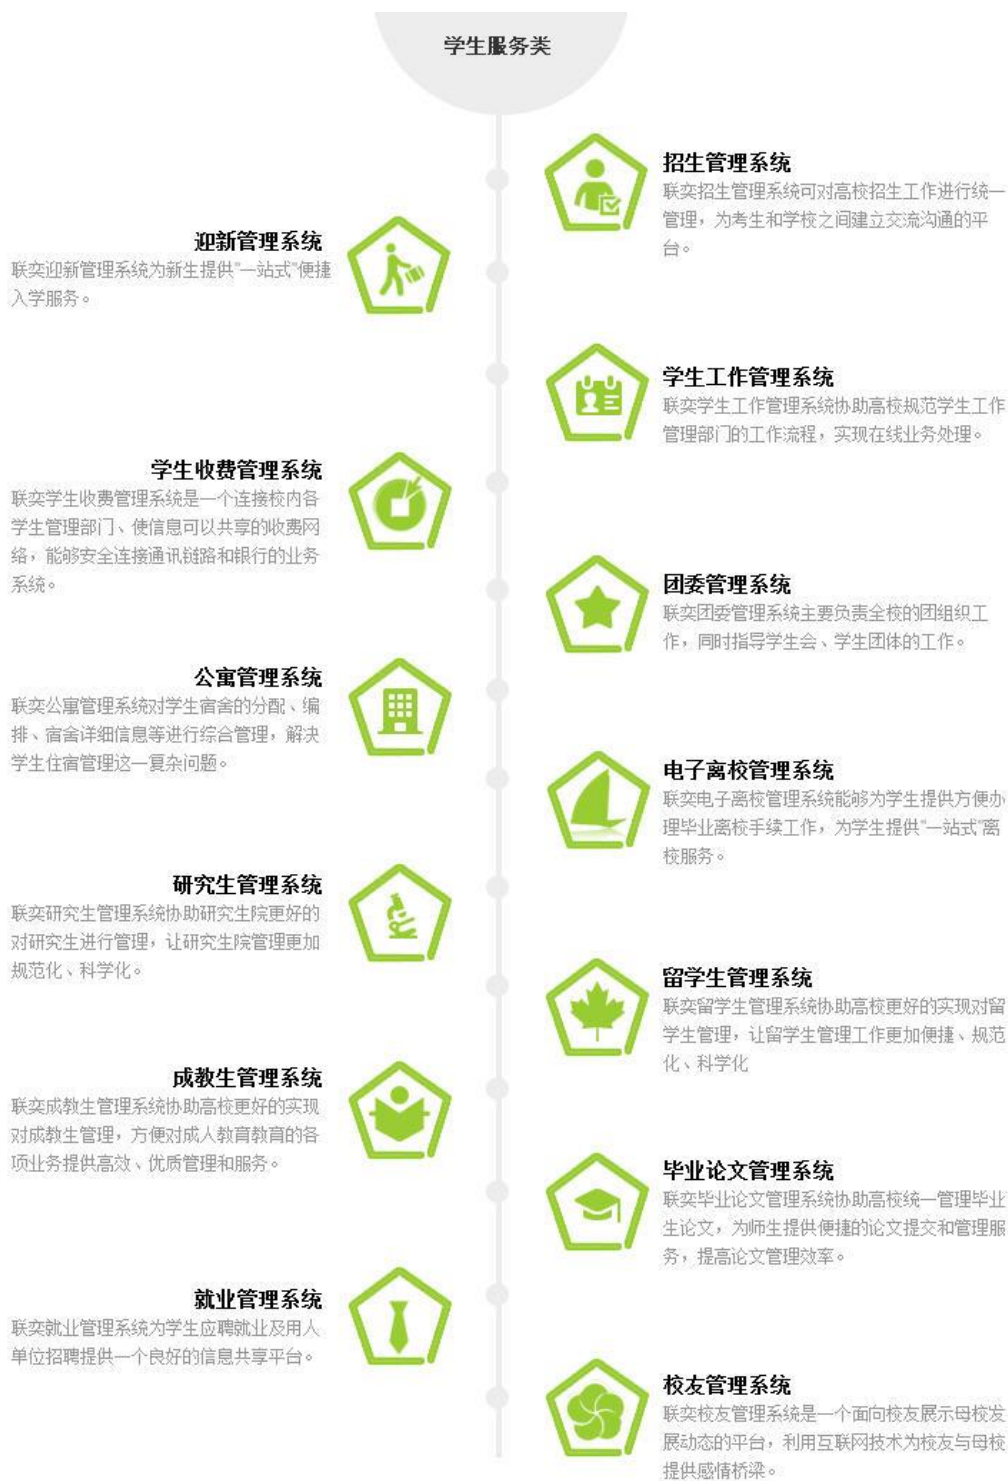 学生服务类
招生管理系统
联奕招生管理系统可对高校招生工作进行统一
管理，为考生和学校之间建立交流沟通的平
台。
迎新管理系统
联奕迎新管理系统为新生提供"一站式"便捷
入学服务。
学生工作管理系统
联奕学生工作管理系统协助高校规范学生工作
管理部门的工作流程，实现在线业务处理。
学生收费管理系统
联奕学生收费管理系统是一个连接校内各
学生管理部门、使信息可以共享的收费网
络，能够安全连接通讯链路和银行的业务
系统。
团委管理系统
联奕团委管理系统主要负责全校的团组织工
作，同时指导学生会、学生团体的工作。
公寓管理系统
联奕公寓管理系统对学生宿舍的分配、编
排、宿舍详细信息等进行综合管理，解决
学生住宿管理这一复杂问题。
电子离校管理系统
联奕电子离校管理系统能够为学生提供方便办
理毕业离校手续工作，为学生提供"一站式"离
校服务。
研究生管理系统
联奕研究生管理系统协助研究生院更好的
对研究生进行管理，让研究生院管理更加
规范化、科学化。
留学生管理系统
联奕留学生管理系统协助高校更好的实现对留
学生管理，让留学生管理工作更加便捷、规范
化、科学化
成教生管理系统
联奕成教生管理系统协助高校更好的实现
对成教生管理，方便对成人教育教育的各
项业务提供高效、优质管理和服务。
毕业论文管理系统
联奕毕业论文管理系统协助高校统一管理毕业
生论文，为师生提供便捷的论文提交和管理服
务，提高论文管理效率。
就业管理系统
联奕就业管理系统为学生应聘就业及用人
单位招聘提供一个良好的信息共享平台。
校友管理系统
联奕校友管理系统是一个面向校友展示母校发
展动态的平台，利用互联网技术为校友与母校
提供感情桥梁。